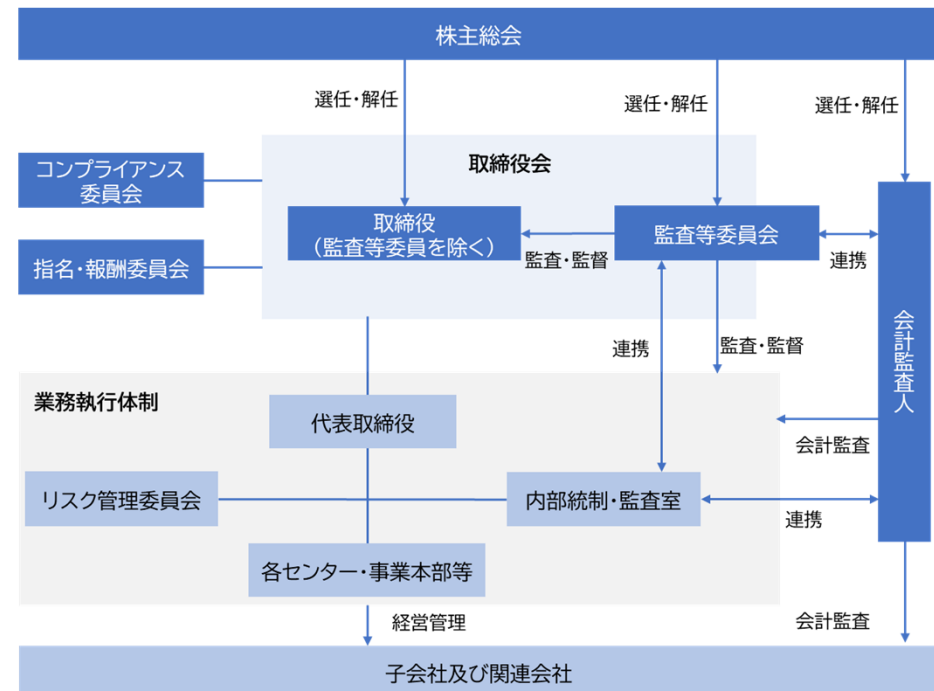 株主総会
選任・解任
選任・解任
選任・解任
取締役会
コンプライアンス
委員会
取締役
（監査等委員を除く）
監査等委員会
監査・監督
連携
指名・報酬委員会
会計監査人
連携
監査・監督
業務執行体制
代表取締役
会計監査
リスク管理委員会
内部統制・監査室
連携
各センター・事業本部等
経営管理
会計監査
子会社及び関連会社